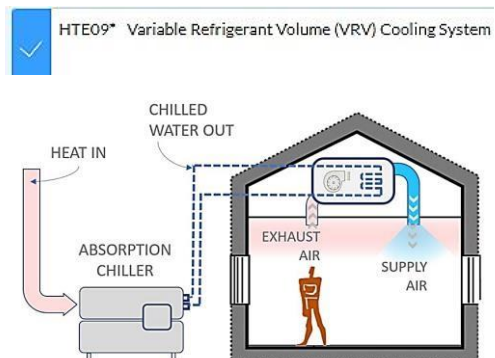 HTE09* Variable Refrigerant Volume (VRV) Cooling System
CHILLED
WATER OUT
HEAT IN
ABSORPTION
CHILLER
EXHAUST
AIR
SUPPLY
AIR